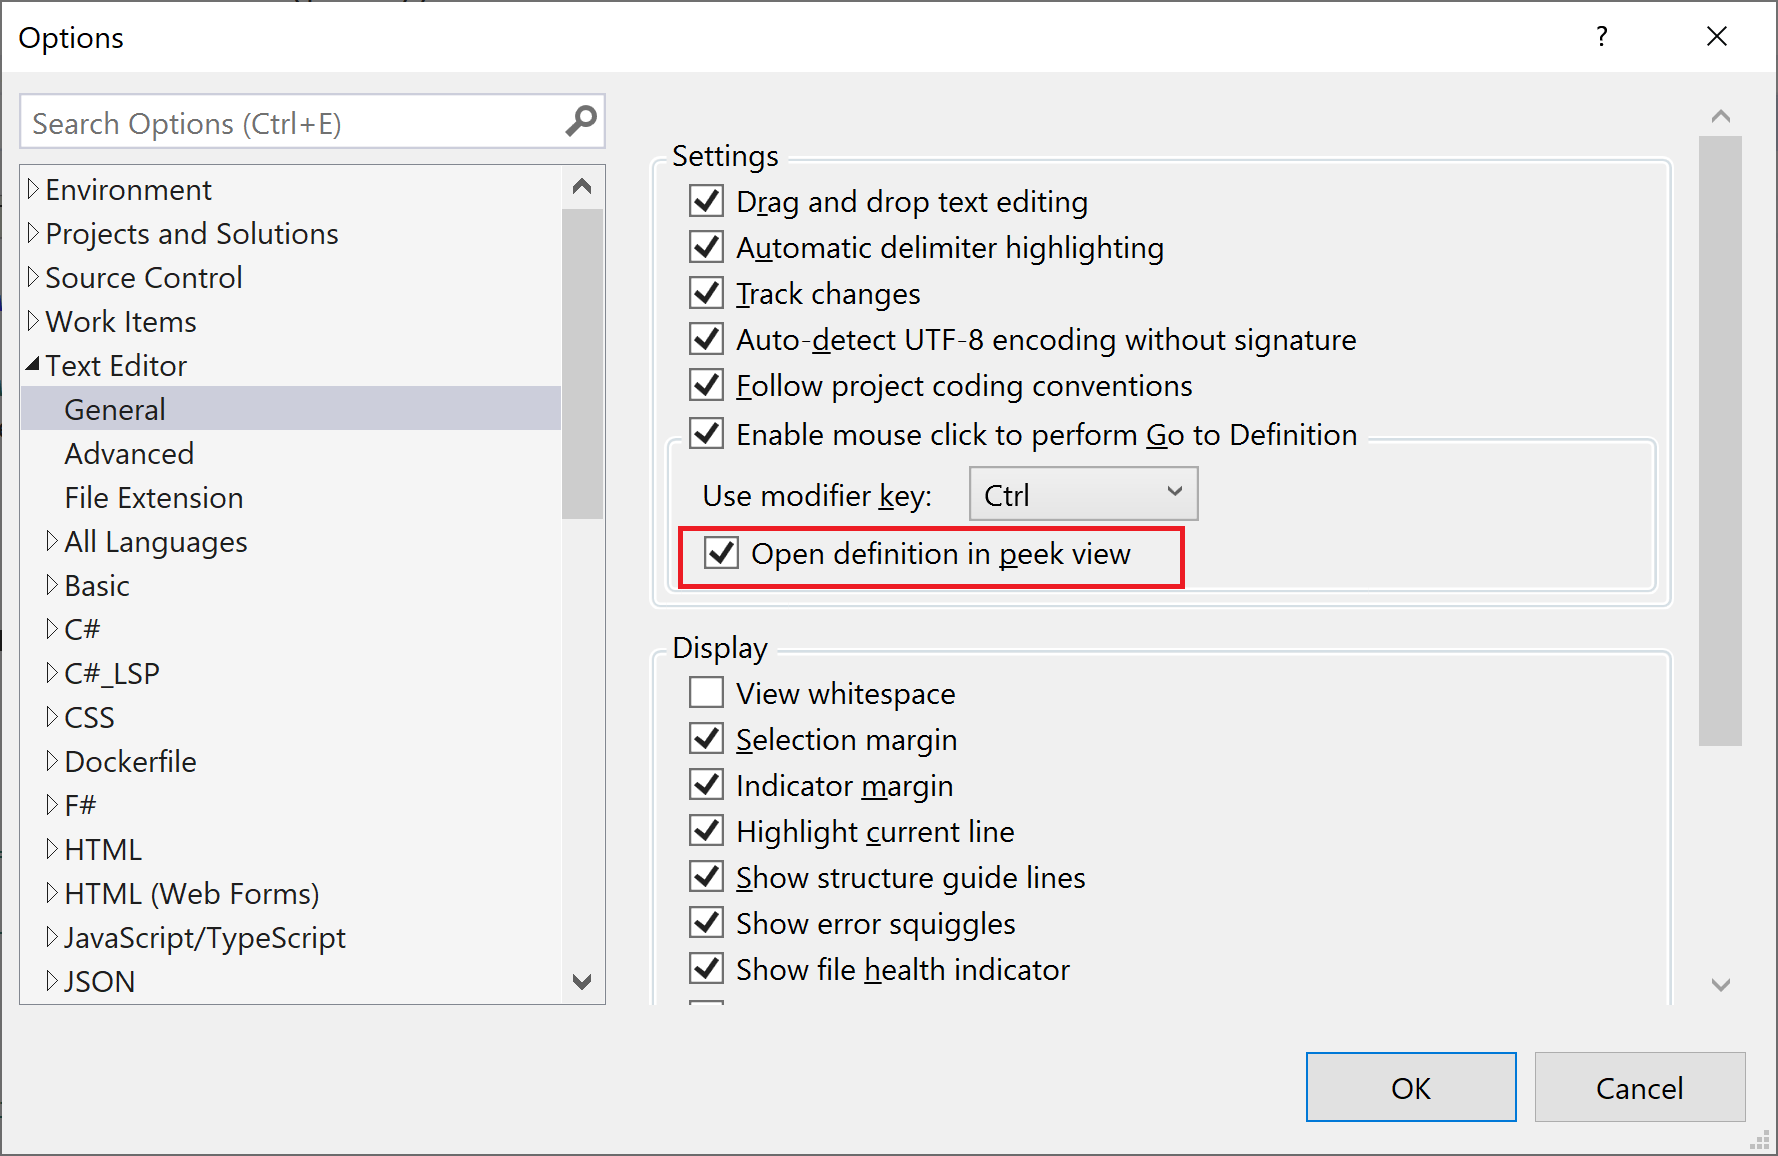 Options
?
Search Options (Ctrl+E)
Environment
Projects and Solutions
Source Control
Work Items
Text Editor
General
Advanced
File Extension
All Languages
Basic
C#
C#_LSP
CSS
Dockerfile
F#
HTML
HTML (Web Forms)
JavaScript/TypeScript
JSON
Settings
Drag and drop text editing
Automatic delimiter highlighting
Track changes
Auto-detect UTF-8 encoding without signature
Follow project coding conventions
Enable mouse click to perform Go to Definition
Use modifier key: Ctrl
Open definition in peek view
Display
View whitespace
Selection margin
Indicator margin
Highlight current line
Show structure guide lines
Show error squiggles
Show file health indicator
OK Cancel